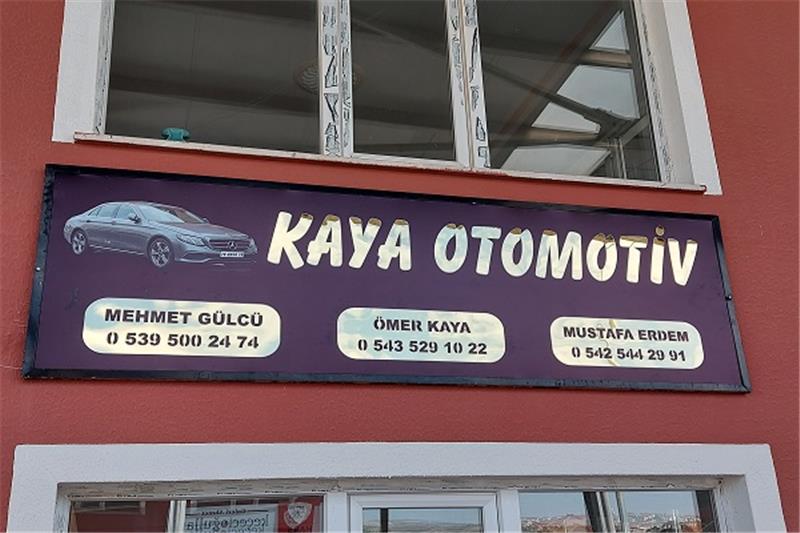 KAYA OTOMOTİV
MEHMET GÜLCÜ
0 539 500 24 74
ÖMER KAYA
0 543 529 10 22
MUSTAFA ERDEM
0 542 544 29 91